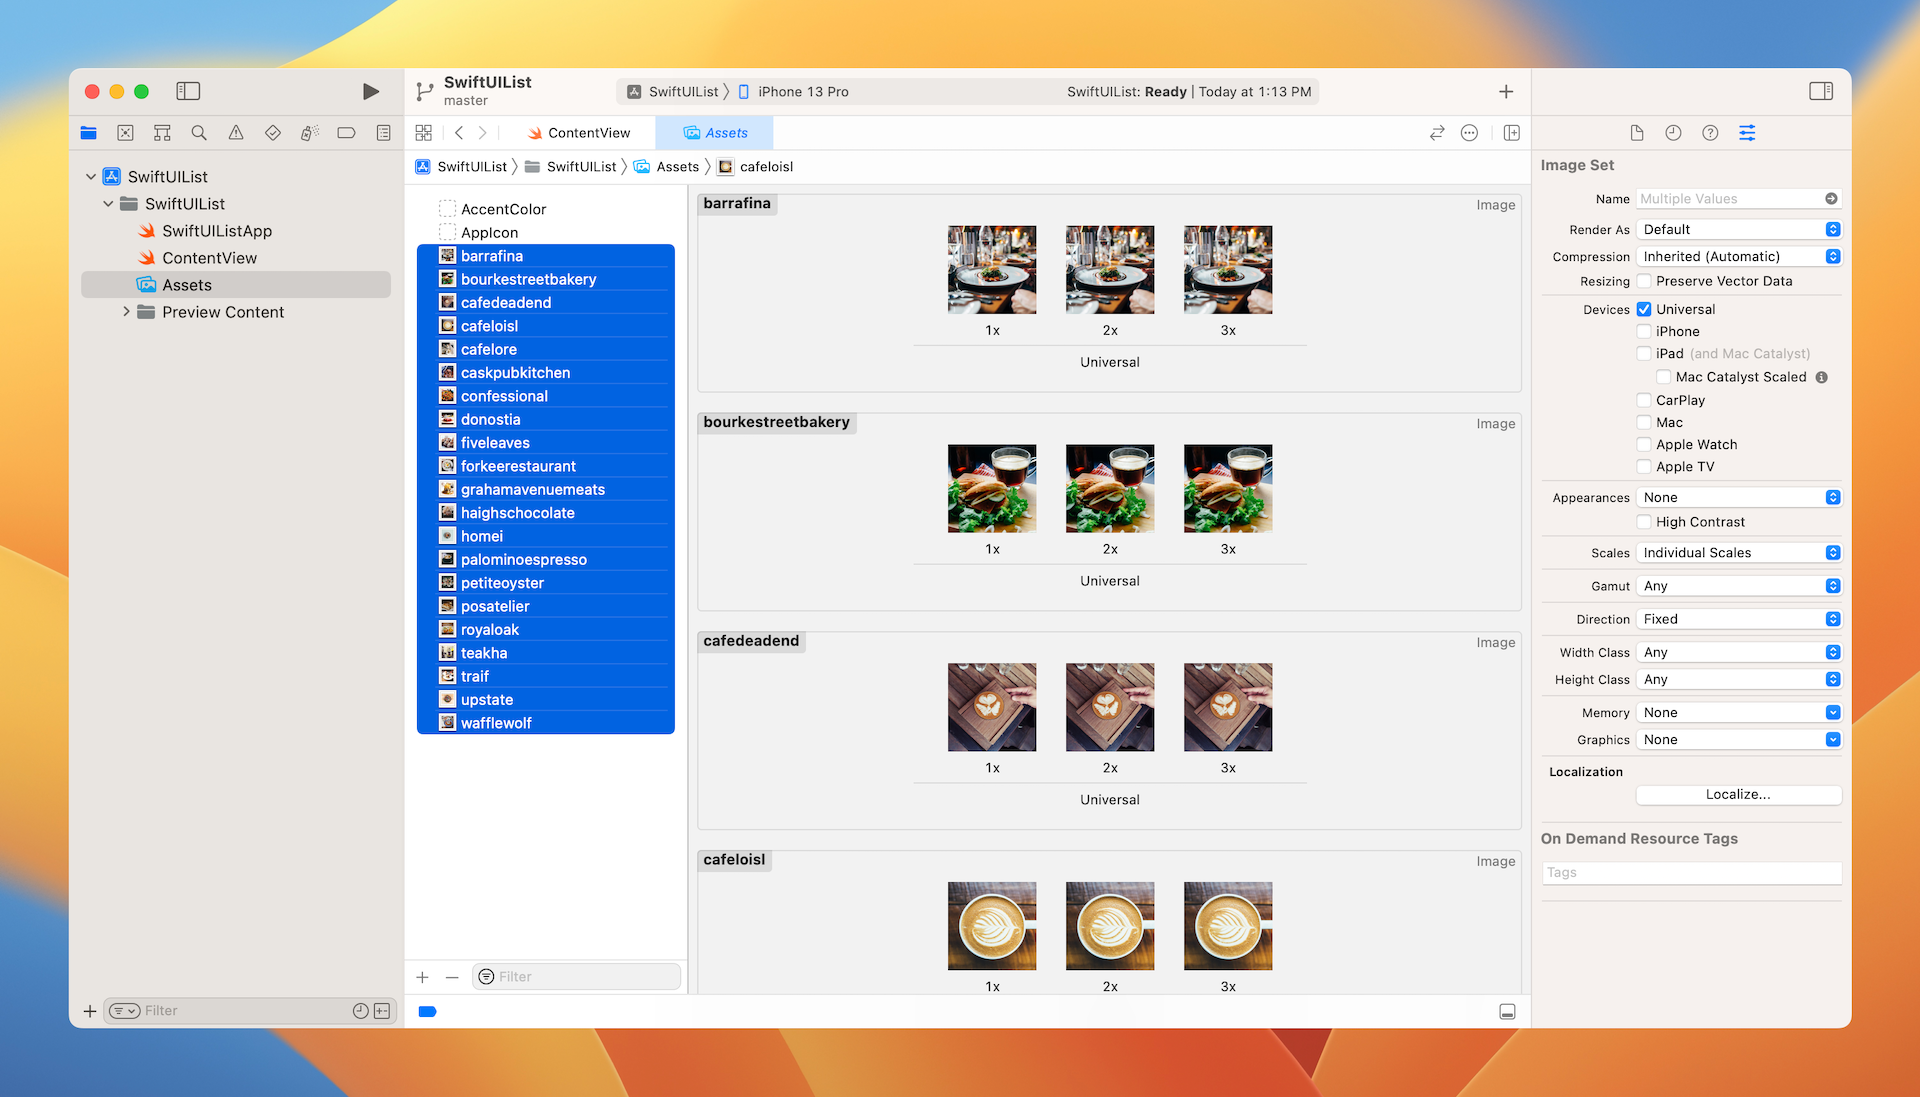 SwiftUIList
master
SwiftUIList
iPhone 13 Pro
SwiftUIList: Ready | Today at 1:13 PM
ContentView
Assets
SwiftUIList
SwiftUIList
Assets
cafeloisl
SwiftUIList
SwiftUIList
SwiftUIListApp
ContentView
Assets
Preview Content
Filter
AccentColor
AppIcon
barrafina
bourkestreetbakery
cafedeadend
cafeloisl
cafelore
caskpubkitchen
confessional
donostia
fiveleaves
forkeerestaurant
grahamavenuemeats
haighschocolate
homei
palominoespresso
petiteoyster
posatelier
royaloak
teakha
traif
upstate
wafflewolf
Filter
barrafina
Image
1x 2x 3x
Universal
bourkestreetbakery
Image
1x 2x 3x
Universal
cafedeadend
Image
1x 2x 3x
Universal
cafeloisl
Image
1x 2x 3x
Image Set
Name Multiple Values
Render As Default
Compression Inherited (Automatic)
Resizing Preserve Vector Data
Devices Universal
iPhone
iPad (and Mac Catalyst)
Mac Catalyst Scaled
CarPlay
Mac
Apple Watch
Apple TV
Appearances None
High Contrast
Scales Individual Scales
Gamut Any
Direction Fixed
Width Class Any
Height Class Any
Memory None
Graphics None
Localization
Localize...
On Demand Resource Tags
Tags